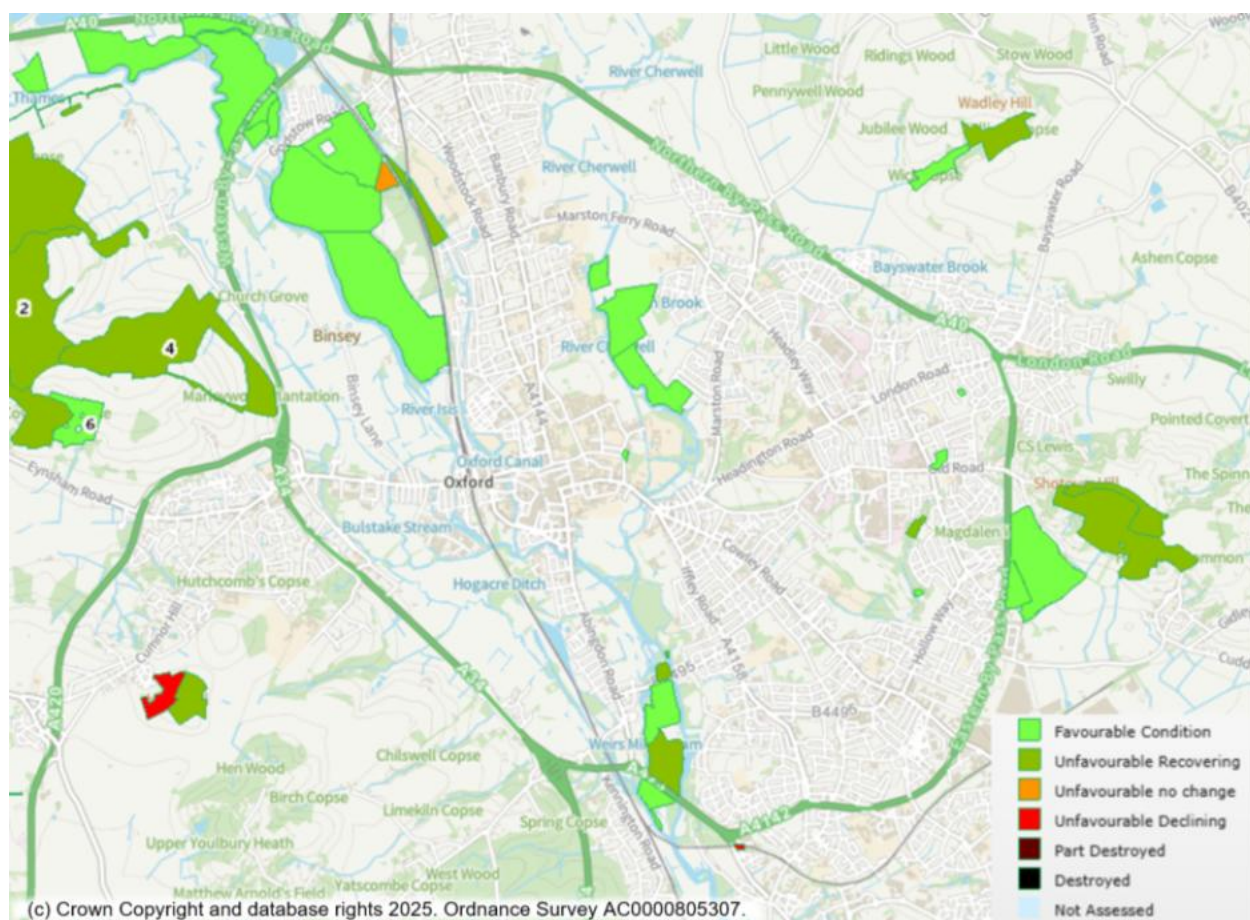 A40
Little Wood
Ridings Wood
Stow Wood
River Cherwell
Pennywell Wood
Wadley Hill
Jubilee Wood
Thames
Godstow Road
Woodstock Road
Banbury Road
River Cherwell
Northern By-Pass Road
Bayswater Road
Marston Ferry Road
Bayswater Brook
Ashen Copse
Church Grove
2
Binsey
4
Brook
A40
London Road
Headley Way
Swilly
Binsey Lane
River Isis
A4144
Marston Road
London Road
Pointed Covert
6
Headington Road
CS Lewis
Eynsham Road
A34
Oxford Canal
Oxford
Old Road
The Spinn
Bulstake Stream
Magdalen
Hutchcomb's Copse
Hogacre Ditch
Iffley Road
Cowley Road
Hollow Way
Cumnor Hill
Abingdon Road
A4158
A34
B4495
A420
Chilswell Copse
Hen Wood
Birch Copse
Limekiln Copse
Spring Copse
Kennington Road
A4142
Upper Youlbury Heath
West Wood
Matthew Arnold's Field
Yatscombe Copse
Favourable Condition
Unfavourable Recovering
Unfavourable no change
Unfavourable Declining
Part Destroyed
Destroyed
Not Assessed
(c) Crown Copyright and database rights 2025. Ordnance Survey AC0000805307.